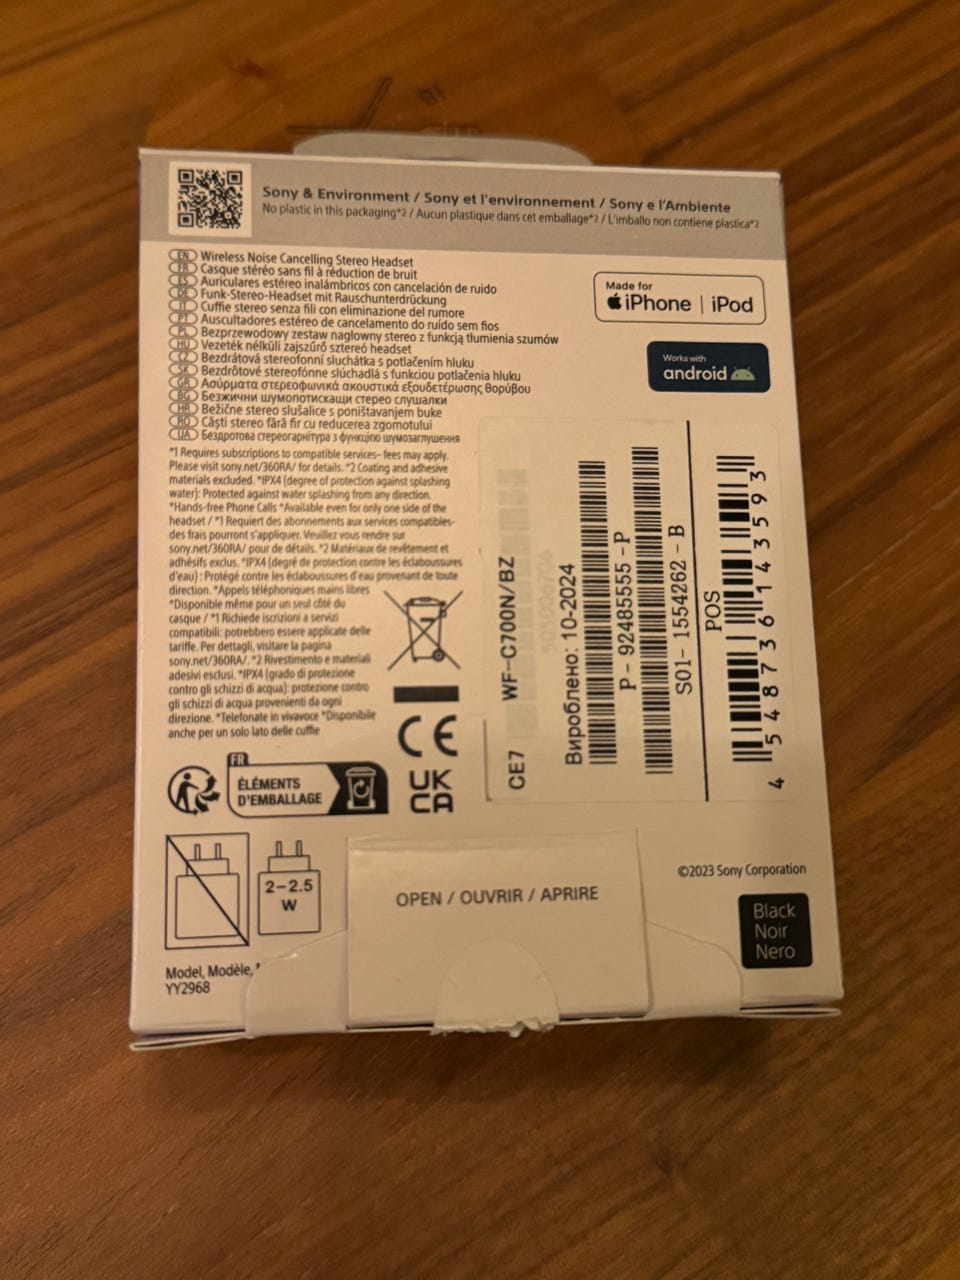 Sony & Environment / Sony et l'environnement / Sony e l'Ambiente
No plastic in this packaging*2 / Aucun plastique dans cet emballage*2 / L'imballo non contiene plastica*2
EN Wireless Noise Cancelling Stereo Headset
FR Casque stéréo sans fil à réduction de bruit
ES Auriculares estéreo inalámbricos con cancelación de ruido
DE Funk-Stereo-Headset mit Rauschunterdrückung
IT Cuffie stereo senza fili con eliminazione del rumore
PT Auscultadores estéreo de cancelamento do ruído sem fios
PL Bezprzewodowy zestaw nagłowny stereo z funkcją tłumienia szumów
HU Vezeték nélküli zajszűrő sztereó headset
CZ Bezdrátová stereofonní sluchátka s potlačením hluku
SK Bezdrôtové stereofónne slúchadlá s funkciou potlačenia hluku
GR Ασύρματα στερεοφωνικά ακουστικά εξουδετέρωσης θορύβου
BG Безжични шумопотискащи стерео слушалки
HR Bežične stereo slušalice s poništavanjem buke
RO Căști stereo fără fir cu reducerea zgomotului
UA Бездротова стереогарнітура з функцією шумозаглушення
*1 Requires subscriptions to compatible services– fees may apply.
Please visit sony.net/360RA/ for details. *2 Coating and adhesive
materials excluded. *IPX4 (degree of protection against splashing
water): Protected against water splashing from any direction.
*Hands-free Phone Calls *Available even for only one side of the
headset / *1 Requiert des abonnements aux services compatibles–
des frais pourront s'appliquer. Veuillez vous rendre sur
sony.net/360RA/ pour de détails. *2 Matériaux de revêtement et
adhésifs exclus. *IPX4 (degré de protection contre les éclaboussures
d'eau) : Protégé contre les éclaboussures d'eau provenant de toute
direction. *Appels téléphoniques mains libres
*Disponible même pour un seul côté du
casque / *1 Richiede iscrizioni a servizi
compatibili: potrebbero essere applicate delle
tariffe. Per dettagli, visitare la pagina
sony.net/360RA/. *2 Rivestimento e materiali
adesivi esclusi. *IPX4 (grado di protezione
contro gli schizzi di acqua): protezione contro
gli schizzi di acqua provenienti da ogni
direzione. *Telefonate in vivavoce *Disponibile
anche per un solo lato delle cuffie
Made for
iPhone | iPod
Works with
android
CE7 WF-C700N/BZ
Вироблено: 10-2024
P - 92485555 -P
S01- 1554262 - B
POS
4 548736 143593
CE
UK
CA
FR
ÉLÉMENTS
D'EMBALLAGE
2–2.5
W
Model, Modèle,
YY2968
OPEN / OUVRIR / APRIRE
©2023 Sony Corporation
Black
Noir
Nero